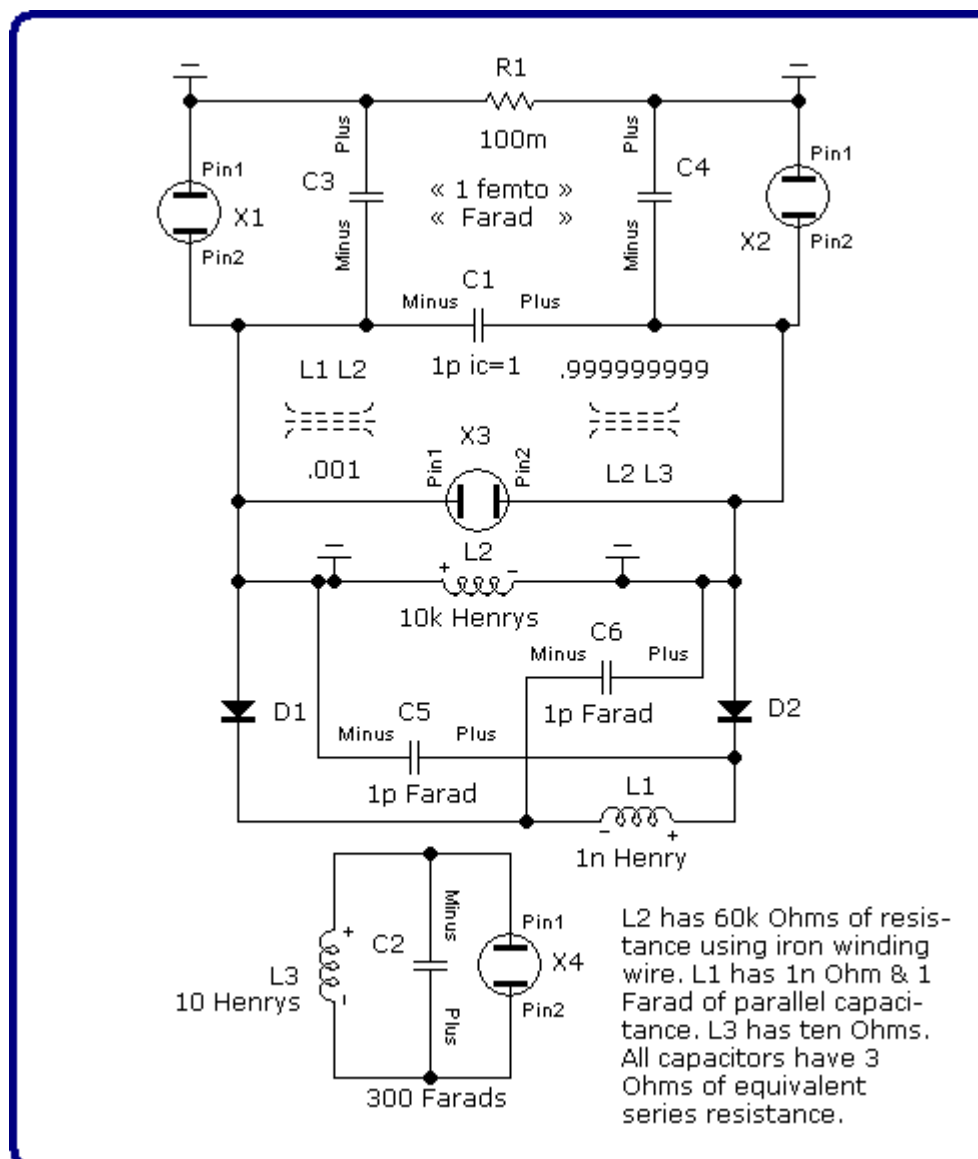 R1
100m
Plus
Plus
Pin1
C3
C4
Pin1
« 1 femto »
« Farad »
X1
X2
Pin2
Minus
Minus
Pin2
C1
Minus
Plus
1p ic=1
L1 L2
.999999999
X3
.001
Pin1
Pin2
L2 L3
L2
+
-
10k Henrys
C6
Minus
Plus
1p Farad
D1
D2
C5
Minus
Plus
1p Farad
L1
-
+
1n Henry
Minus
Pin1
C2
X4
+
L3
10 Henrys
-
Pin2
Plus
300 Farads
L2 has 60k Ohms of resis-
tance using iron winding
wire. L1 has 1n Ohm & 1
Farad of parallel capaci-
tance. L3 has ten Ohms.
All capacitors have 3
Ohms of equivalent
series resistance.